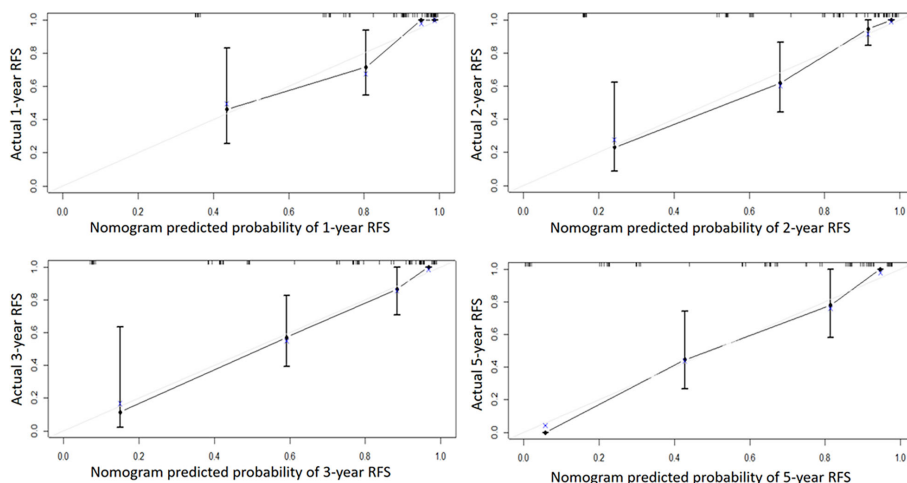 Actual 1-year RFS
0.0 0.2 0.4 0.6 0.8 1.0
0.0 0.2 0.4 0.6 0.8 1.0
Nomogram predicted probability of 1-year RFS
Actual 2-year RFS
0.0 0.2 0.4 0.6 0.8 1.0
0.0 0.2 0.4 0.6 0.8 1.0
Nomogram predicted probability of 2-year RFS
Actual 3-year RFS
0.0 0.2 0.4 0.6 0.8 1.0
0.0 0.2 0.4 0.6 0.8 1.0
Nomogram predicted probability of 3-year RFS
Actual 5-year RFS
0.0 0.2 0.4 0.6 0.8 1.0
0.0 0.2 0.4 0.6 0.8 1.0
Nomogram predicted probability of 5-year RFS